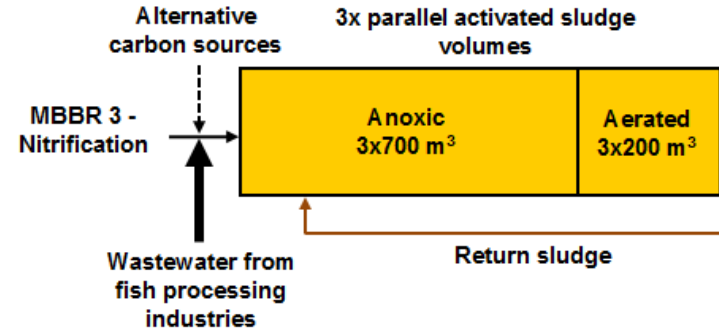 Alternative
carbon sources
3x parallel activated sludge
volumes
MBBR 3 -
Nitrification
Anoxic
3x700 m³
Aerated
3x200 m³
Return sludge
Wastewater from
fish processing
industries